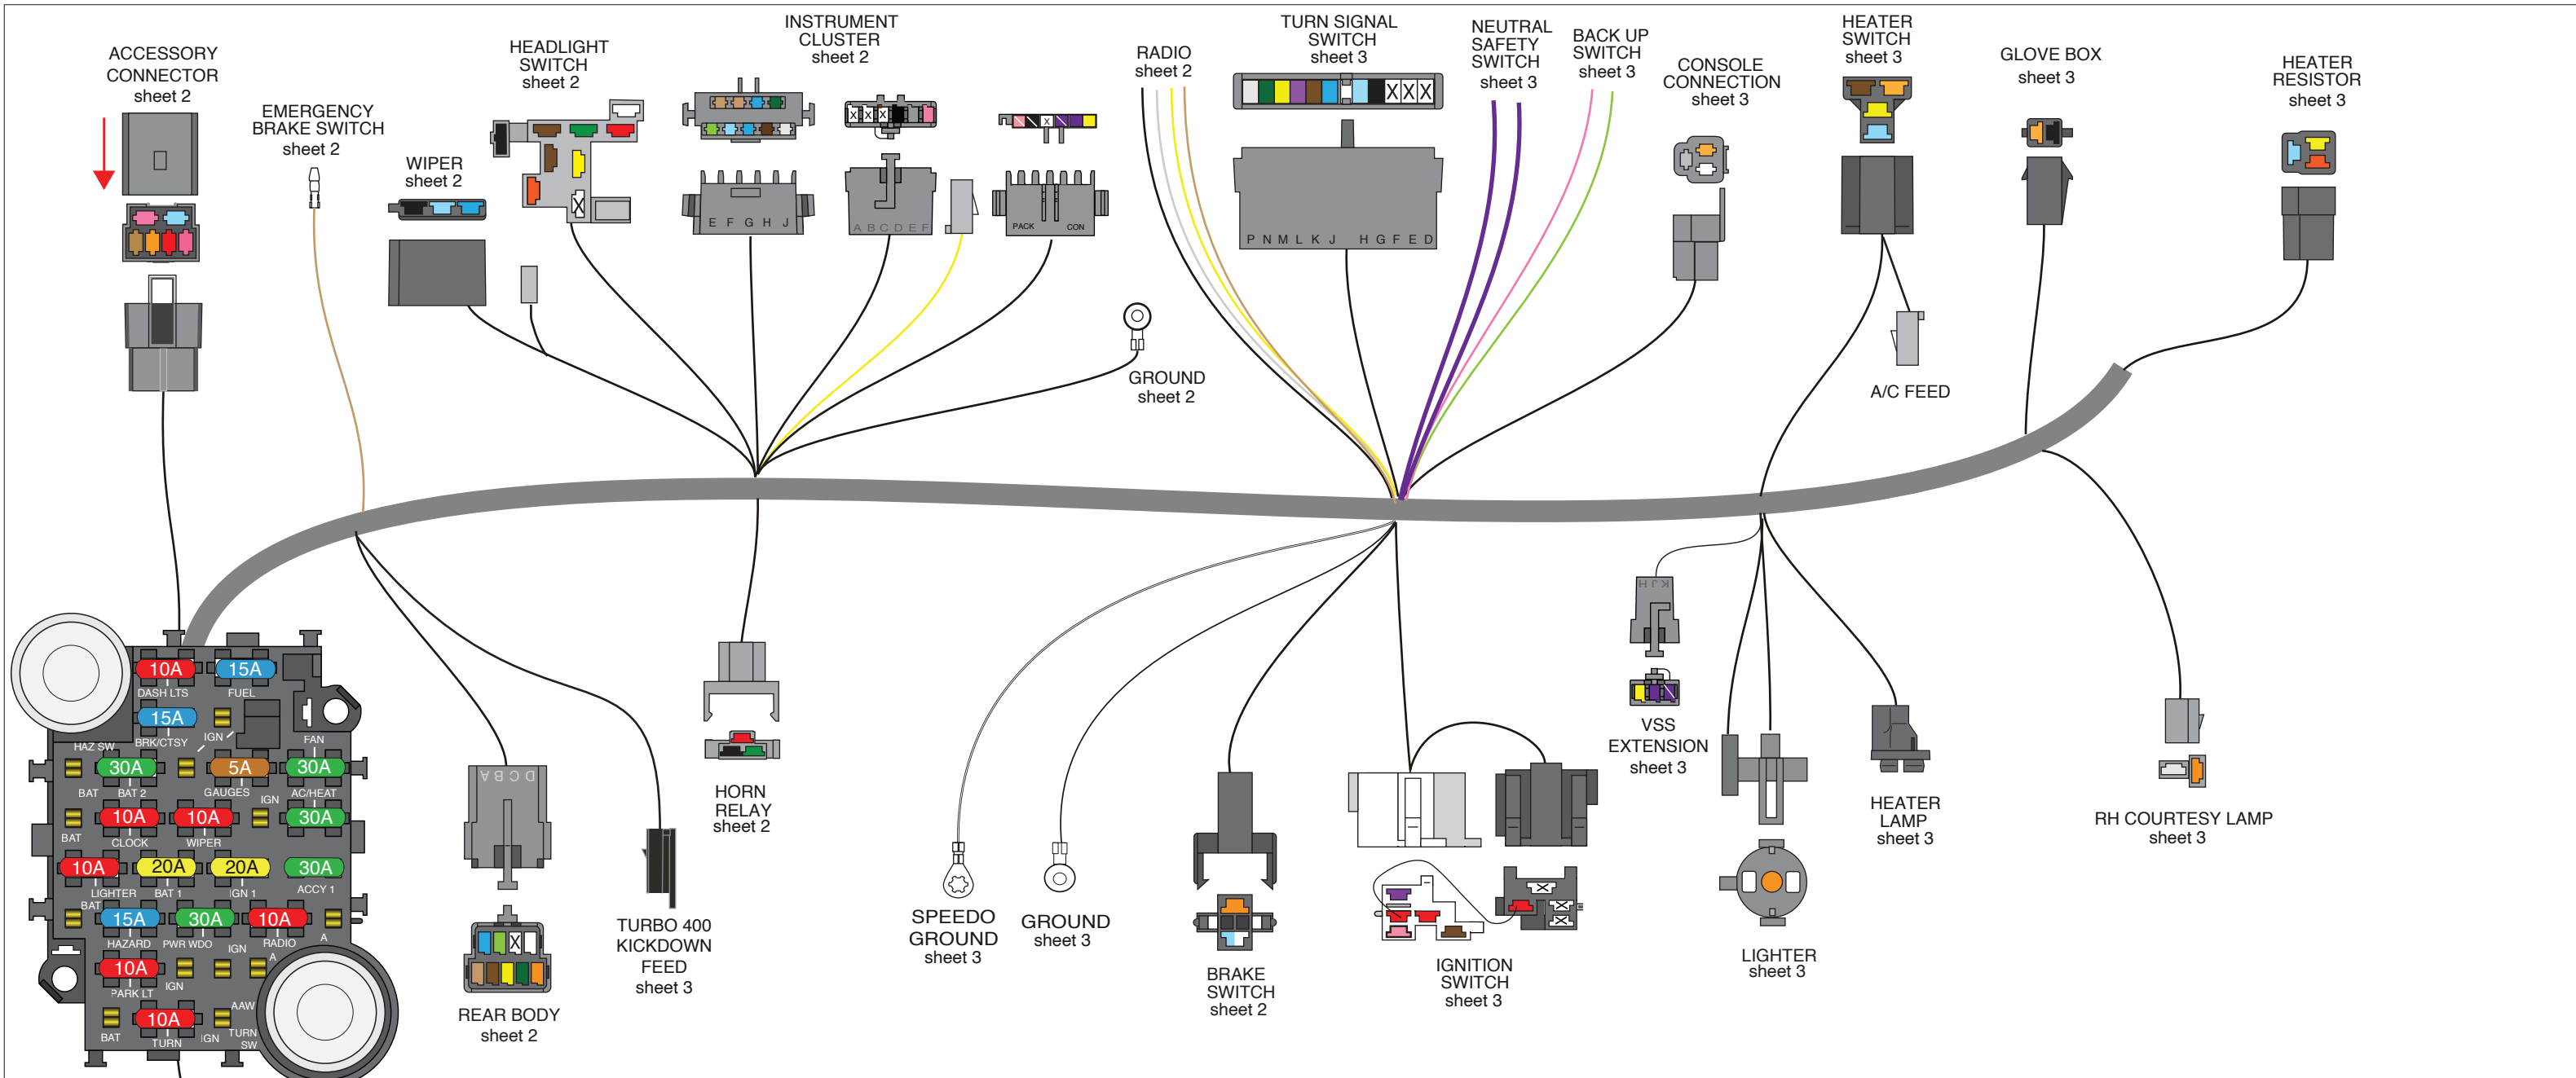 ACCESSORY
CONNECTOR
sheet 2
EMERGENCY
BRAKE SWITCH
sheet 2
WIPER
sheet 2
HEADLIGHT
SWITCH
sheet 2
INSTRUMENT
CLUSTER
sheet 2
X X X
X
X
E F G H J
A B C D E F
PACK CON
GROUND
sheet 2
RADIO
sheet 2
TURN SIGNAL
SWITCH
sheet 3
X X X
P N M L K J H G F E D
NEUTRAL
SAFETY
SWITCH
sheet 3
BACK UP
SWITCH
sheet 3
CONSOLE
CONNECTION
sheet 3
HEATER
SWITCH
sheet 3
A/C FEED
GLOVE BOX
sheet 3
HEATER
RESISTOR
sheet 3
10A 15A
DASH LTS FUEL
15A
HAZ SW BRK/CTSY IGN FAN
30A 5A 30A
BAT BAT 2 GAUGES IGN AC/HEAT
10A 10A 30A
BAT CLOCK WIPER
10A 20A 20A 30A
LIGHTER BAT 1 IGN 1 ACCY 1
BAT
15A 30A 10A
HAZARD PWR WDO IGN RADIO A
A
10A
PARK LT IGN
AAW
10A
BAT TURN IGN TURN
SW
D C B A
X
REAR BODY
sheet 2
TURBO 400
KICKDOWN
FEED
sheet 3
HORN
RELAY
sheet 2
SPEEDO
GROUND
sheet 3
GROUND
sheet 3
BRAKE
SWITCH
sheet 2
X
X
X
IGNITION
SWITCH
sheet 3
K J H
VSS
EXTENSION
sheet 3
LIGHTER
sheet 3
HEATER
LAMP
sheet 3
RH COURTESY LAMP
sheet 3